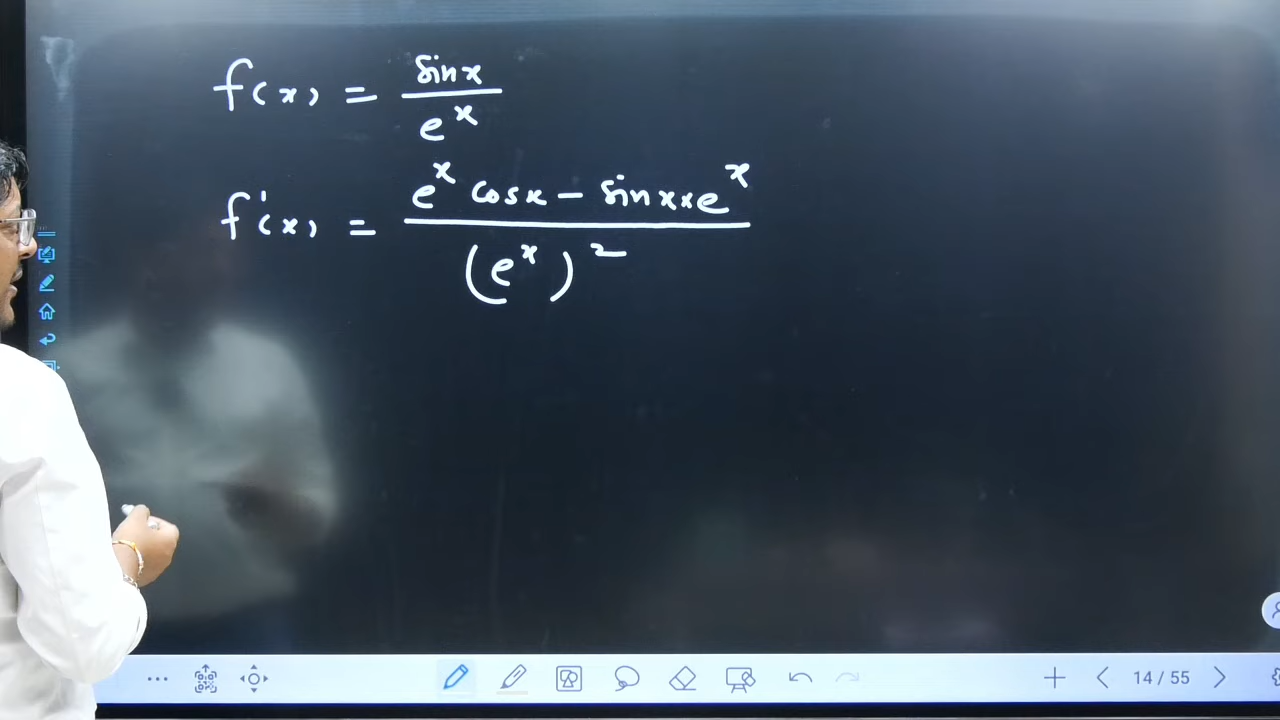 f(x) = sinx / e^x
f'(x) = e^x cosx - sinx × e^x / (e^x)^2
14 / 55